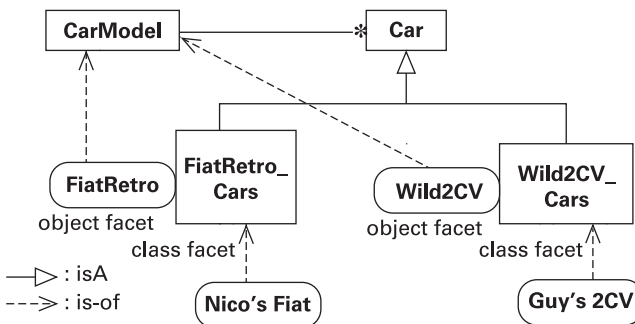 CarModel
* Car
FiatRetro_
Cars
Wild2CV_
Cars
FiatRetro
Wild2CV
object facet
object facet
class facet
class facet
: isA
: is-of
Nico's Fiat
Guy's 2CV